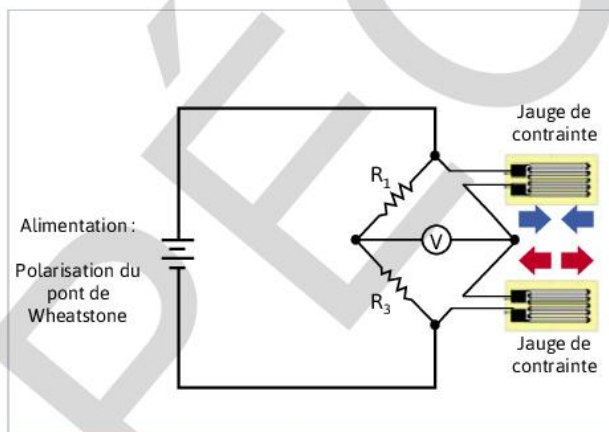 Jauge de
contrainte
R₁
Alimentation :
V
Polarisation du
pont de
Wheatstone
R₃
Jauge de
contrainte